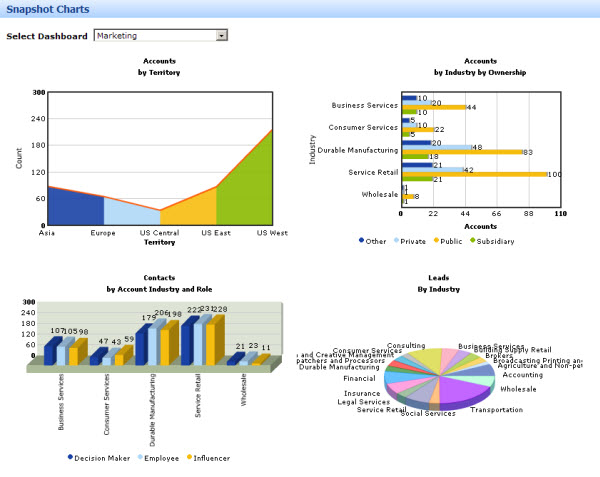 Snapshot Charts
Select Dashboard Marketing
Accounts
by Territory
300
240
180
120
60
0
Count
Asia Europe US Central US East US West
Territory
Accounts
by Industry by Ownership
Industry
Business Services
10
20
44
10
Consumer Services
5
10
22
5
Durable Manufacturing
20
48
83
18
Service Retail
21
42
100
21
Wholesale
1
8
1
0 22 44 66 88 110
Accounts
Other Private Public Subsidiary
Contacts
by Account Industry and Role
300
240
180
120
60
0
107 105 98
47 43 59
179 206 198
222 231 228
21 23 11
Business Services
Consumer Services
Durable Manufacturing
Service Retail
Wholesale
Decision Maker Employee Influencer
Leads
By Industry
Consulting
Business Services
Building Supply Retail
Brokers
Broadcasting Printing an
Agriculture and Non-pet
Accounting
Wholesale
Transportation
Social Services
Service Retail
Legal Services
Insurance
Financial
Durable Manufacturing
patchers and Processors
and Creative Management
Consumer Services